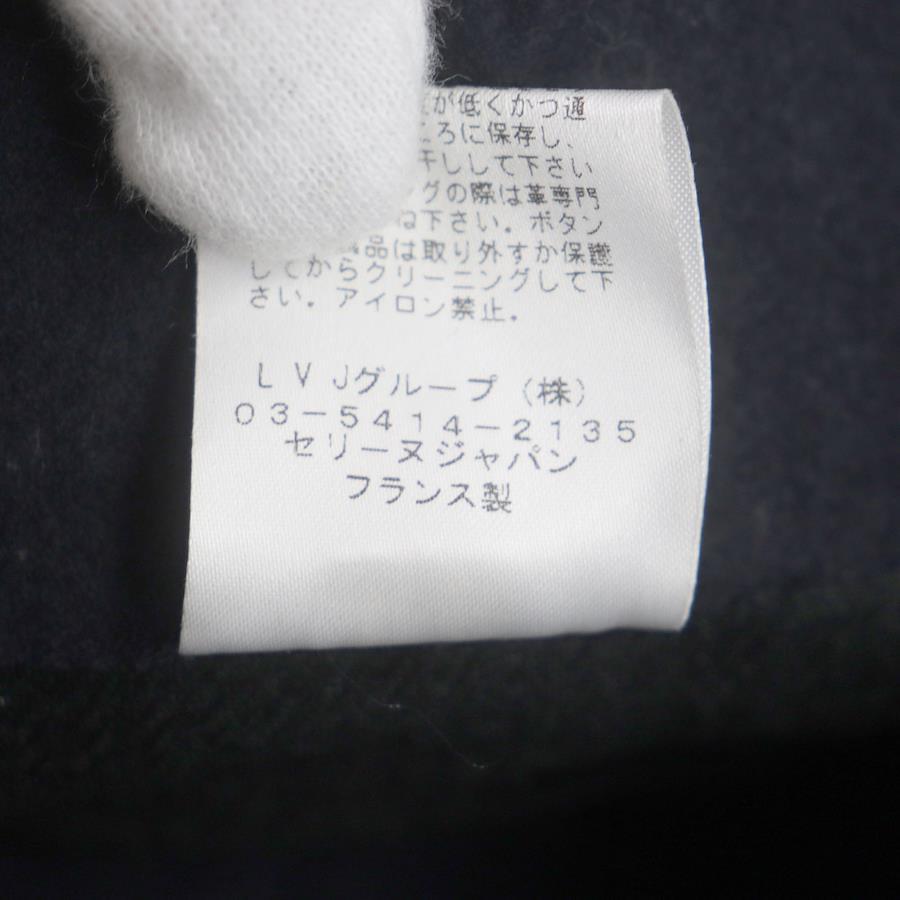 が低くかつ通
ころに保存し、
干しして下さい
グの際は革専門
ね下さい。ボタン
品は取り外すか保護
してからクリーニングして下
さい。アイロン禁止。
ＬＶＪグループ（株）
０３－５４１４－２１３５
セリーヌジャパン
フランス製